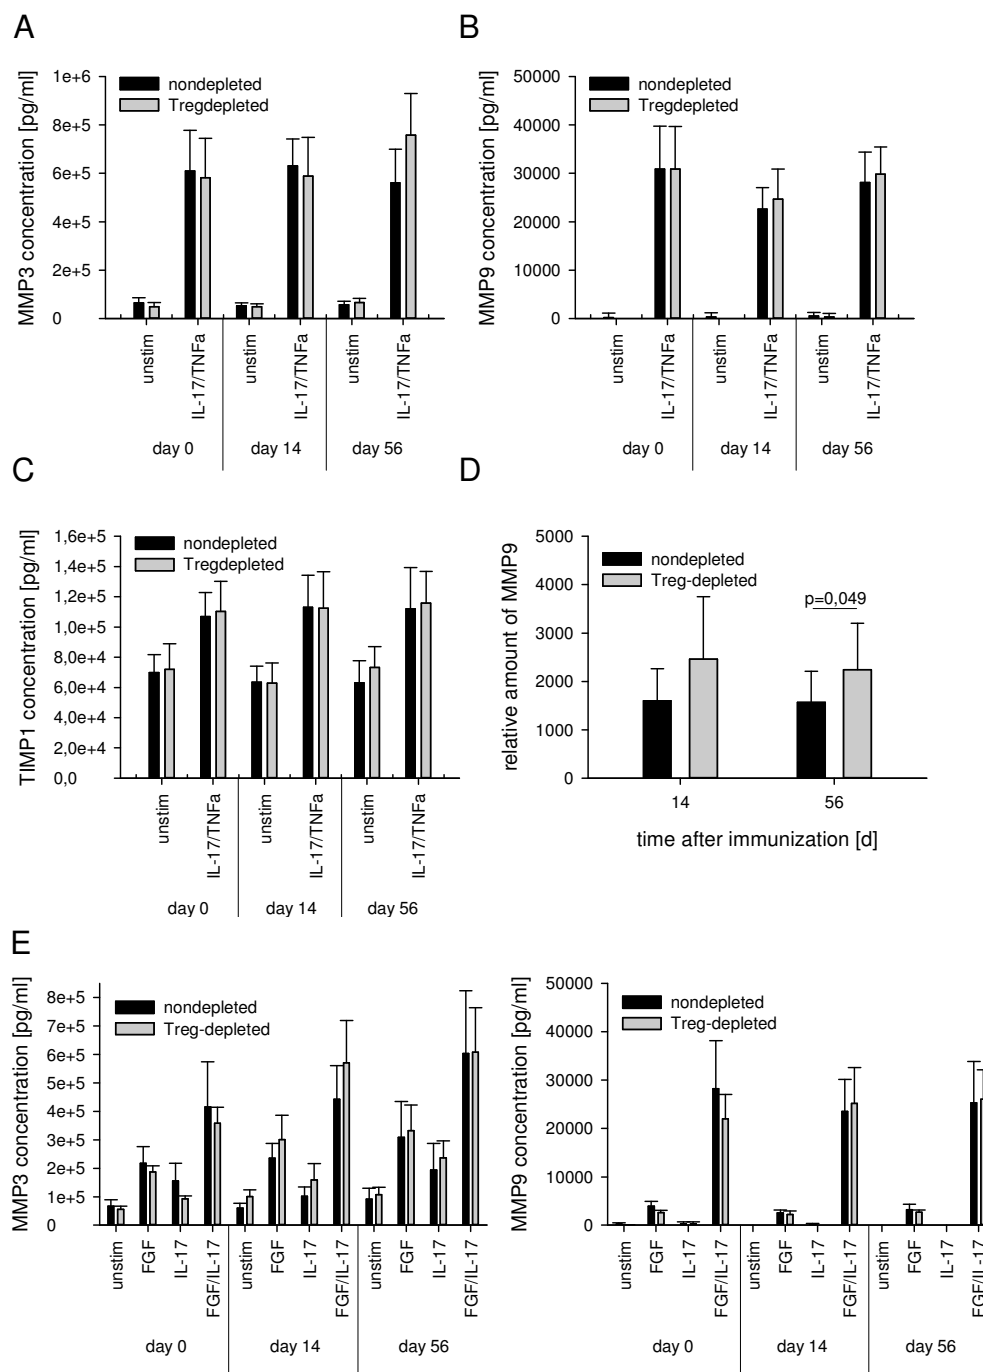 A
MMP3 concentration [pg/ml]
1e+6
8e+5
6e+5
4e+5
2e+5
0
nondepleted
Tregdepleted
unstim
IL-17/TNFa
unstim
IL-17/TNFa
unstim
IL-17/TNFa
day 0
day 14
day 56
B
MMP9 concentration [pg/ml]
50000
40000
30000
20000
10000
0
nondepleted
Tregdepleted
unstim
IL-17/TNFa
unstim
IL-17/TNFa
unstim
IL-17/TNFa
day 0
day 14
day 56
C
TIMP1 concentration [pg/ml]
1,6e+5
1,4e+5
1,2e+5
1,0e+5
8,0e+4
6,0e+4
4,0e+4
2,0e+4
0,0
nondepleted
Tregdepleted
unstim
IL-17/TNFa
unstim
IL-17/TNFa
unstim
IL-17/TNFa
day 0
day 14
day 56
D
relative amount of MMP9
5000
4000
3000
2000
1000
0
nondepleted
Treg-depleted
p=0,049
14
56
time after immunization [d]
E
MMP3 concentration [pg/ml]
8e+5
7e+5
6e+5
5e+5
4e+5
3e+5
2e+5
1e+5
0
nondepleted
Treg-depleted
unstim
FGF
IL-17
FGF/IL-17
unstim
FGF
IL-17
FGF/IL-17
unstim
FGF
IL-17
FGF/IL-17
day 0
day 14
day 56
MMP9 concentration [pg/ml]
50000
40000
30000
20000
10000
0
nondepleted
Treg-depleted
unstim
FGF
IL-17
FGF/IL-17
unstim
FGF
IL-17
FGF/IL-17
unstim
FGF
IL-17
FGF/IL-17
day 0
day 14
day 56